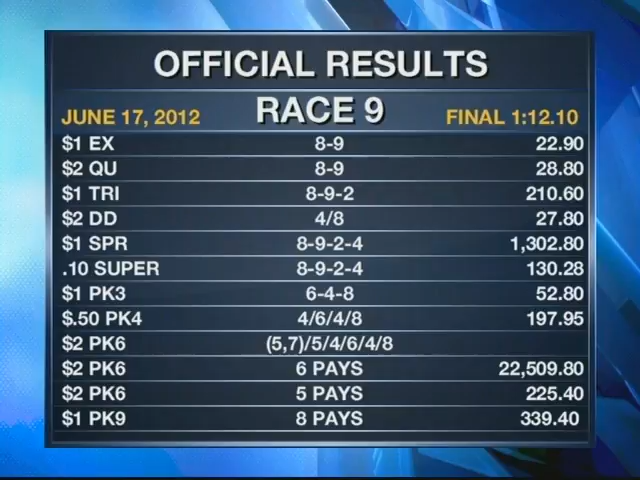 OFFICIAL RESULTS
JUNE 17, 2012 RACE 9 FINAL 1:12.10
$1 EX 8-9 22.90
$2 QU 8-9 28.80
$1 TRI 8-9-2 210.60
$2 DD 4/8 27.80
$1 SPR 8-9-2-4 1,302.80
.10 SUPER 8-9-2-4 130.28
$1 PK3 6-4-8 52.80
$.50 PK4 4/6/4/8 197.95
$2 PK6 (5,7)/5/4/6/4/8
$2 PK6 6 PAYS 22,509.80
$2 PK6 5 PAYS 225.40
$1 PK9 8 PAYS 339.40